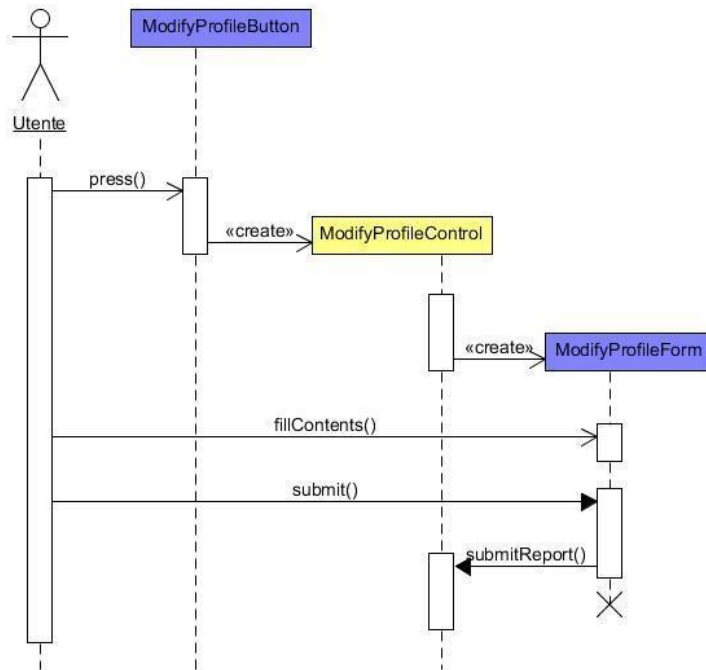 ModifyProfileButton
Utente
press()
«create»
ModifyProfileControl
«create»
ModifyProfileForm
fillContents()
submit()
submitReport()